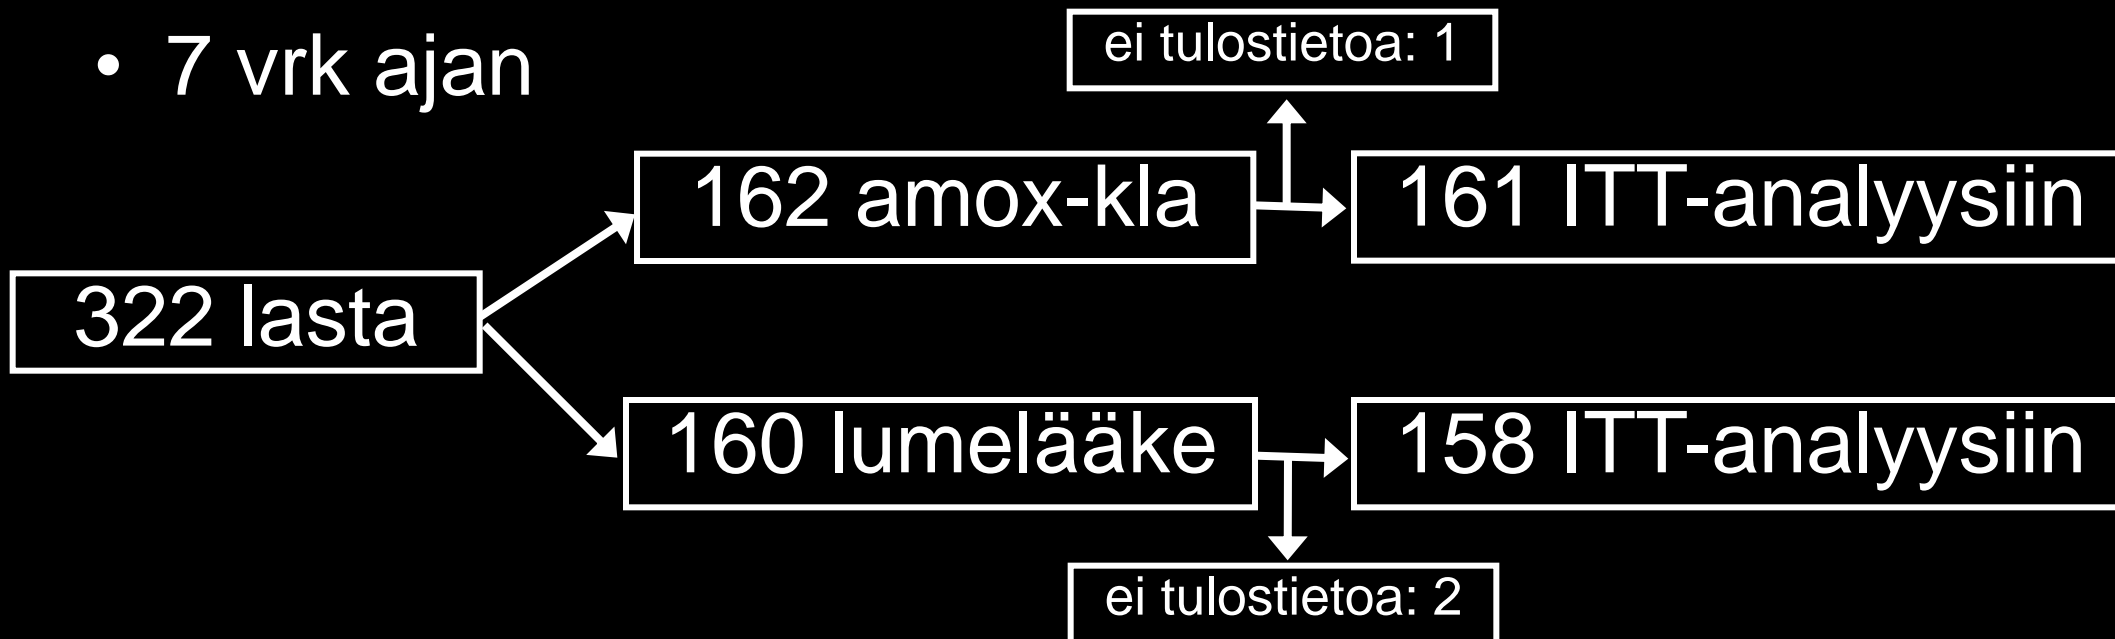 • 7 vrk ajan
ei tulostietoa: 1
162 amox-kla
161 ITT-analyysiin
322 lasta
160 lumelääke
158 ITT-analyysiin
ei tulostietoa: 2